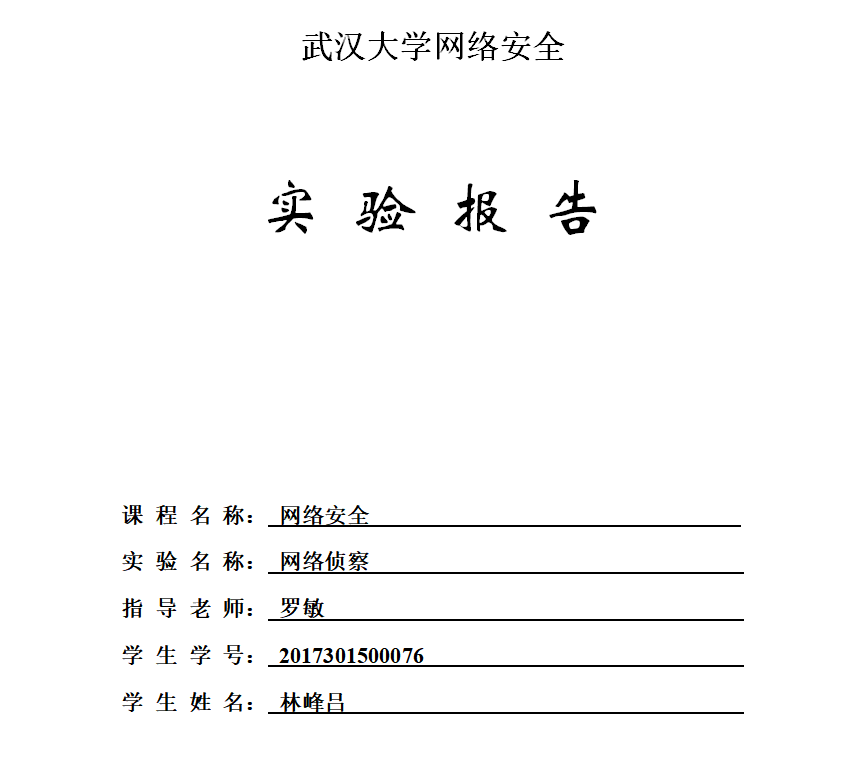 武汉大学网络安全
实 验 报 告
课 程 名 称： 网络安全
实 验 名 称： 网络侦察
指 导 老 师： 罗敏
学 生 学 号： 2017301500076
学 生 姓 名： 林峰吕